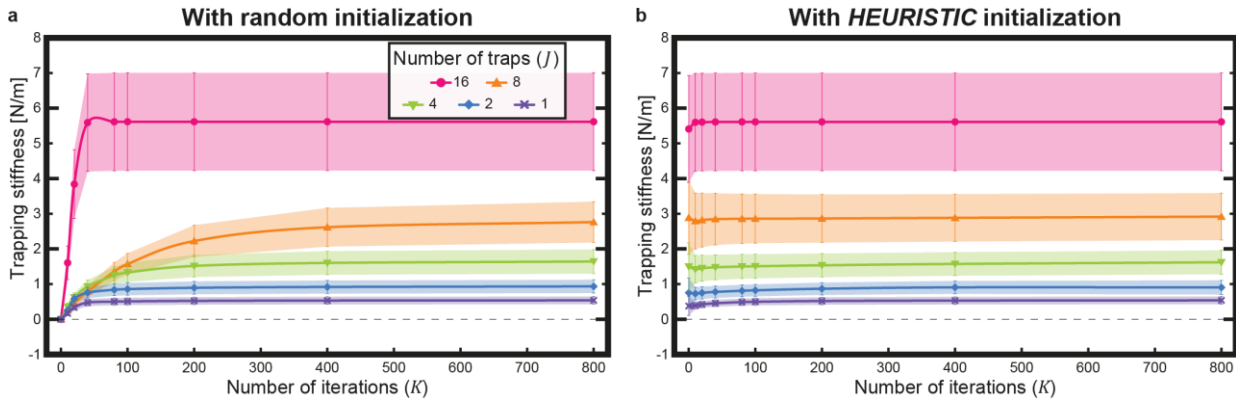 a With random initialization
Trapping stiffness [N/m]
8
7
6
5
4
3
2
1
0
-1
Number of traps (J)
16 8
4 2 1
0 100 200 300 400 500 600 700 800
Number of iterations (K)
b With HEURISTIC initialization
Trapping stiffness [N/m]
8
7
6
5
4
3
2
1
0
-1
0 100 200 300 400 500 600 700 800
Number of iterations (K)